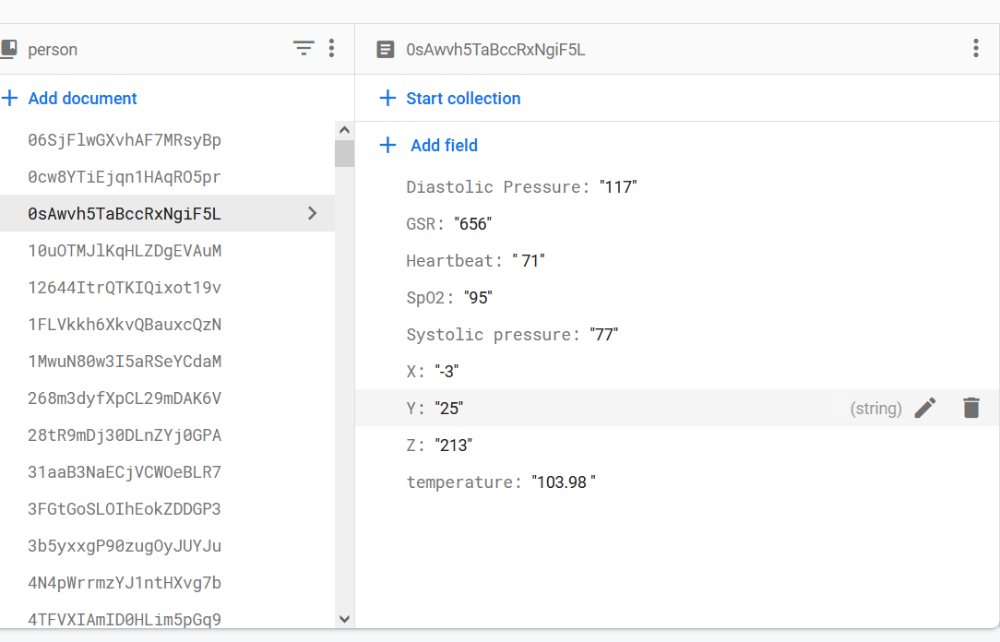 person
Add document
06SjFlwGXvhAF7MRsyBp
0cw8YTiEjqn1HAqRO5pr
0sAwvh5TaBccRxNgiF5L
10uOTMJlKqHLZDgEVAuM
12644ItrQTKIQixot19v
1FLVkkh6XkvQBauxcQzN
1MwuN80w3I5aRSeYCdaM
268m3dyfXpCL29mDAK6V
28tR9mDj30DLnZYj0GPA
31aaB3NaECjVCWOeBLR7
3FGtGoSLOIhEokZDDGP3
3b5yxxgP90zugOyJUYJu
4N4pWrrmzYJ1ntHXvg7b
4TFVXIAmID0HLim5pGq9
0sAwvh5TaBccRxNgiF5L
Start collection
Add field
Diastolic Pressure: "117"
GSR: "656"
Heartbeat: " 71"
SpO2: "95"
Systolic pressure: "77"
X: "-3"
Y: "25" (string)
Z: "213"
temperature: "103.98 "